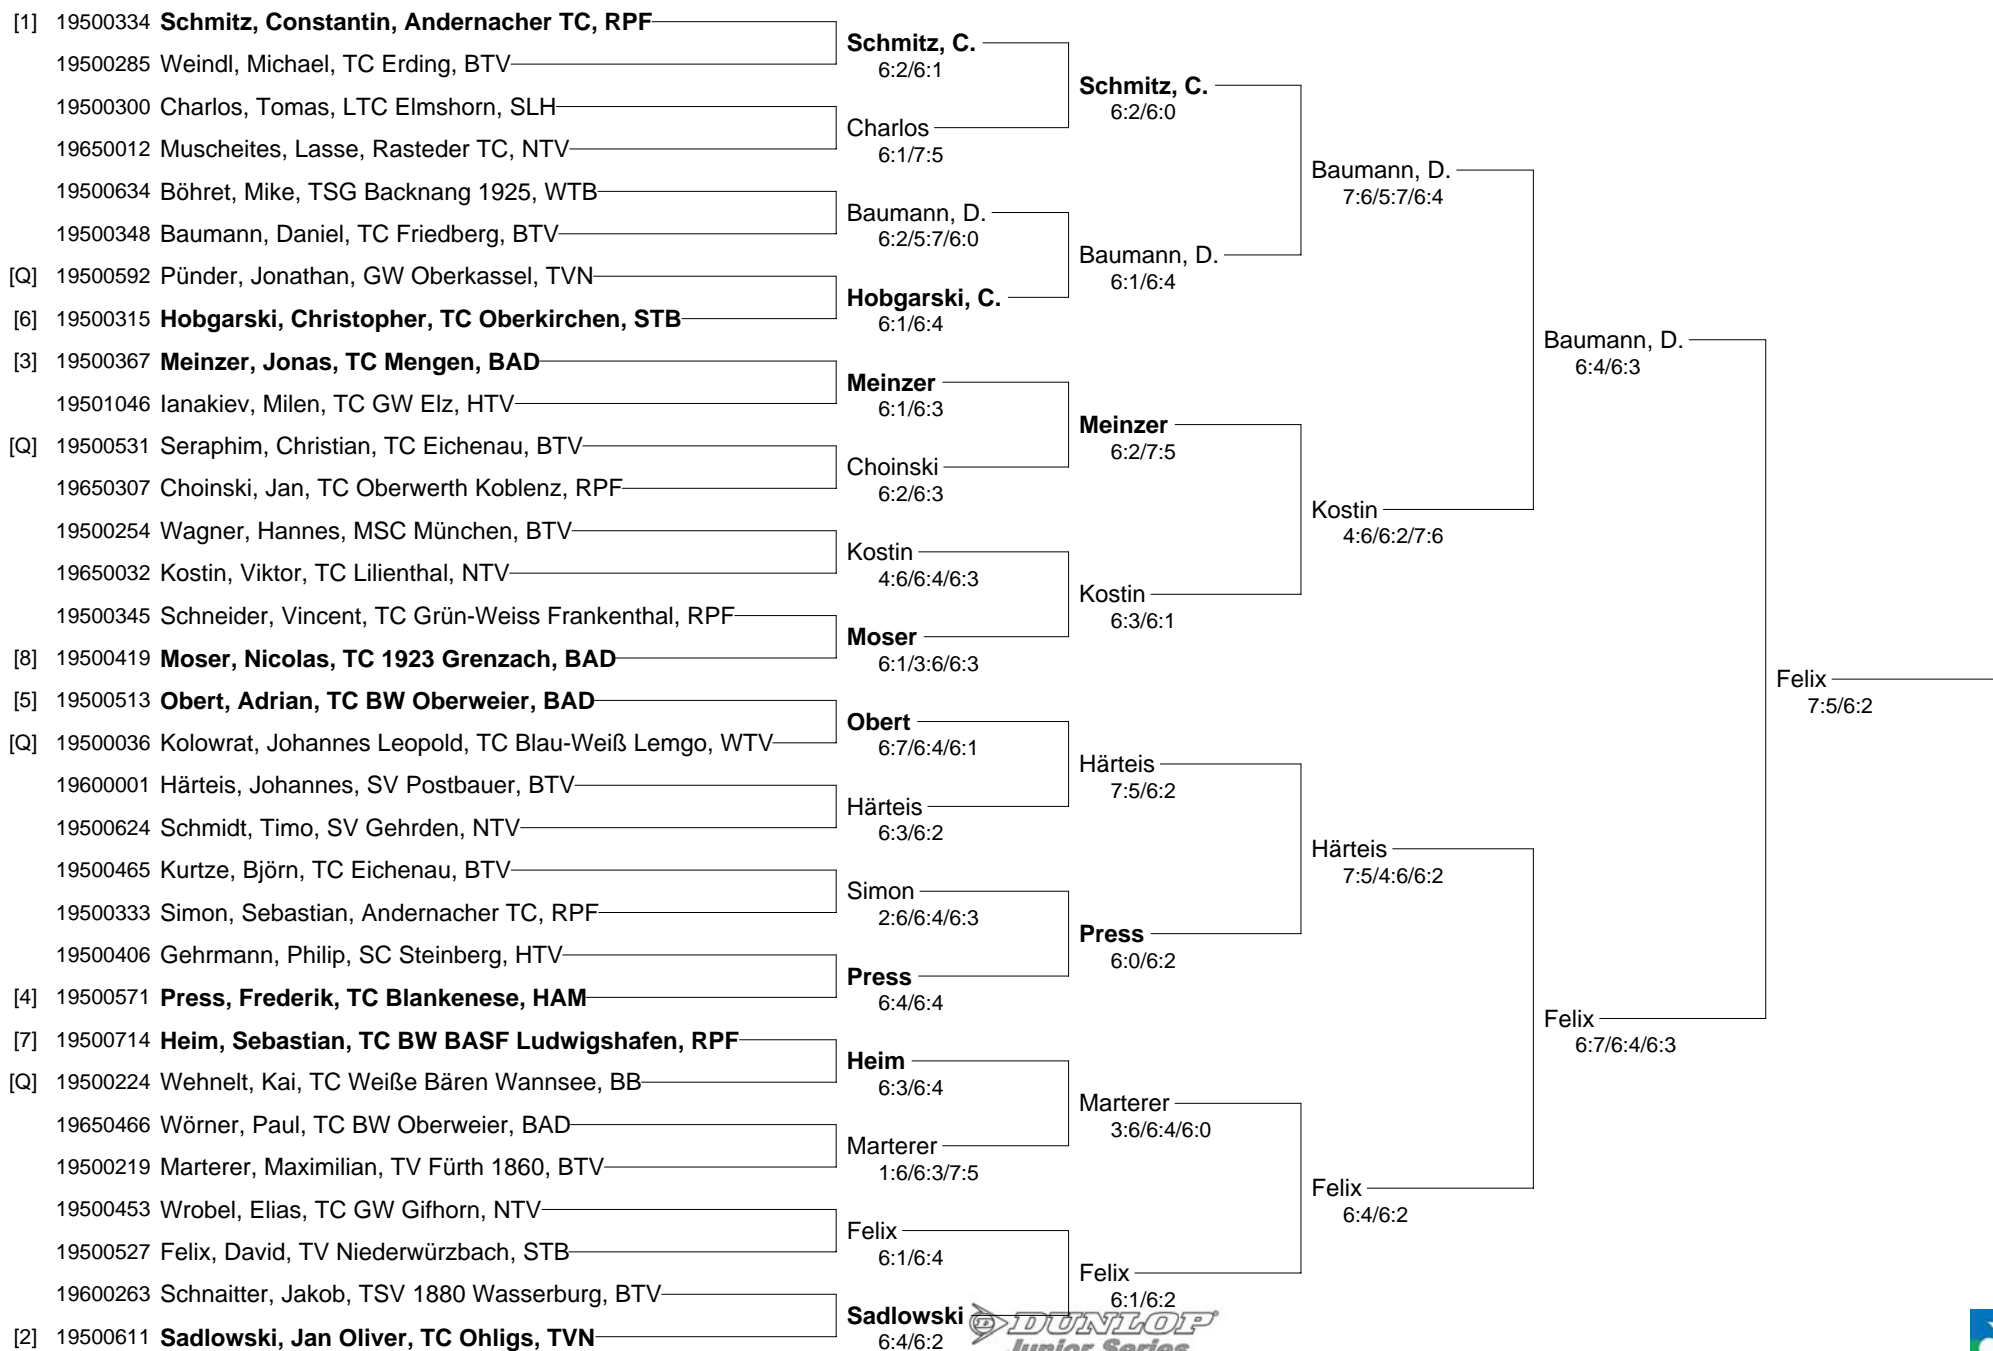 [1] 19500334 Schmitz, Constantin, Andernacher TC, RPF
19500285 Weindl, Michael, TC Erding, BTV
19500300 Charlos, Tomas, LTC Elmshorn, SLH
19650012 Muscheites, Lasse, Rasteder TC, NTV
19500634 Böhret, Mike, TSG Backnang 1925, WTB
19500348 Baumann, Daniel, TC Friedberg, BTV
[Q] 19500592 Pünder, Jonathan, GW Oberkassel, TVN
[6] 19500315 Hobgarski, Christopher, TC Oberkirchen, STB
[3] 19500367 Meinzer, Jonas, TC Mengen, BAD
19501046 Ianakiev, Milen, TC GW Elz, HTV
[Q] 19500531 Seraphim, Christian, TC Eichenau, BTV
19650307 Choinski, Jan, TC Oberwerth Koblenz, RPF
19500254 Wagner, Hannes, MSC München, BTV
19650032 Kostin, Viktor, TC Lilienthal, NTV
19500345 Schneider, Vincent, TC Grün-Weiss Frankenthal, RPF
[8] 19500419 Moser, Nicolas, TC 1923 Grenzach, BAD
[5] 19500513 Obert, Adrian, TC BW Oberweier, BAD
[Q] 19500036 Kolowrat, Johannes Leopold, TC Blau-Weiß Lemgo, WTV
19600001 Härteis, Johannes, SV Postbauer, BTV
19500624 Schmidt, Timo, SV Gehrden, NTV
19500465 Kurtze, Björn, TC Eichenau, BTV
19500333 Simon, Sebastian, Andernacher TC, RPF
19500406 Gehrmann, Philip, SC Steinberg, HTV
[4] 19500571 Press, Frederik, TC Blankenese, HAM
[7] 19500714 Heim, Sebastian, TC BW BASF Ludwigshafen, RPF
[Q] 19500224 Wehnelt, Kai, TC Weiße Bären Wannsee, BB
19650466 Wörner, Paul, TC BW Oberweier, BAD
19500219 Marterer, Maximilian, TV Fürth 1860, BTV
19500453 Wrobel, Elias, TC GW Gifhorn, NTV
19500527 Felix, David, TV Niederwürzbach, STB
19600263 Schnaitter, Jakob, TSV 1880 Wasserburg, BTV
[2] 19500611 Sadlowski, Jan Oliver, TC Ohligs, TVN
Schmitz, C.
6:2/6:1
Charlos
6:1/7:5
Baumann, D.
6:2/5:7/6:0
Hobgarski, C.
6:1/6:4
Meinzer
6:1/6:3
Choinski
6:2/6:3
Kostin
4:6/6:4/6:3
Moser
6:1/3:6/6:3
Obert
6:7/6:4/6:1
Härteis
6:3/6:2
Simon
2:6/6:4/6:3
Press
6:4/6:4
Heim
6:3/6:4
Marterer
1:6/6:3/7:5
Felix
6:1/6:4
Sadlowski
6:4/6:2
Schmitz, C.
6:2/6:0
Baumann, D.
6:1/6:4
Meinzer
6:2/7:5
Kostin
6:3/6:1
Härteis
7:5/6:2
Press
6:0/6:2
Marterer
3:6/6:4/6:0
Felix
6:1/6:2
Baumann, D.
7:6/5:7/6:4
Kostin
4:6/6:2/7:6
Härteis
7:5/4:6/6:2
Felix
6:4/6:2
Baumann, D.
6:4/6:3
Felix
6:7/6:4/6:3
Felix
7:5/6:2
DUNLOP
Junior Series